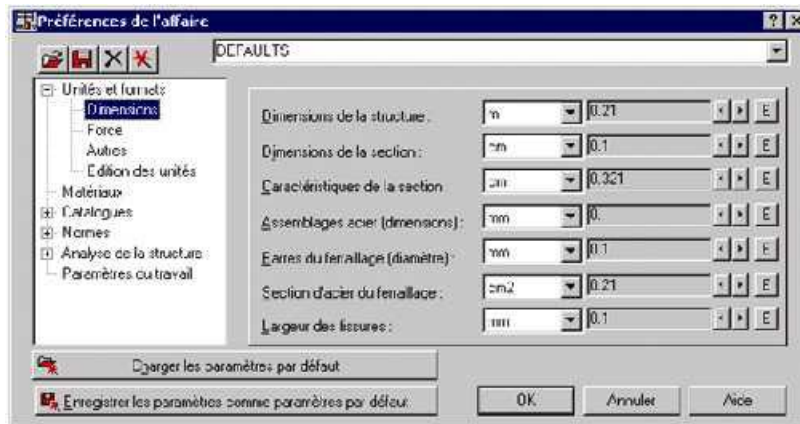 Préférences de l'affaire
DEFAULTS
Unités et formats
Dimensions
Force
Autres
Edition des unités
Matériaux
Catalogues
Normes
Analyse de la structure
Paramètres du travail
Dimensions de la structure : m 0.21 E
Dimensions de la section : cm 0.1 E
Caractéristiques de la section cm 0.321 E
Assemblages acier (dimensions) : mm 0. E
Barres du ferraillage (diamètre) : mm 0.1 E
Section d'acier du ferraillage : cm2 0.21 E
Largeur des fissures : mm 0.1 E
Charger les paramètres par défaut
Enregistrer les paramètres comme paramètres par défaut
OK Annuler Aide